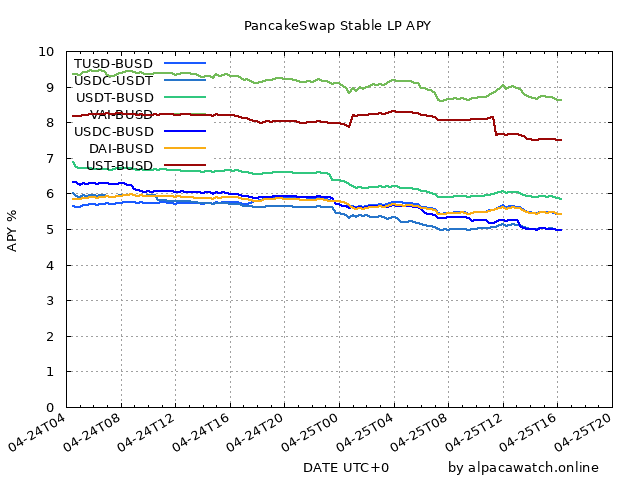 PancakeSwap Stable LP APY
10
9
8
7
6
5
4
3
2
1
0
APY %
TUSD-BUSD
USDC-USDT
USDT-BUSD
VAI-BUSD
USDC-BUSD
DAI-BUSD
UST-BUSD
04-24T04
04-24T08
04-24T12
04-24T16
04-24T20
04-25T00
04-25T04
04-25T08
04-25T12
04-25T16
04-25T20
DATE UTC+0
by alpacawatch.online